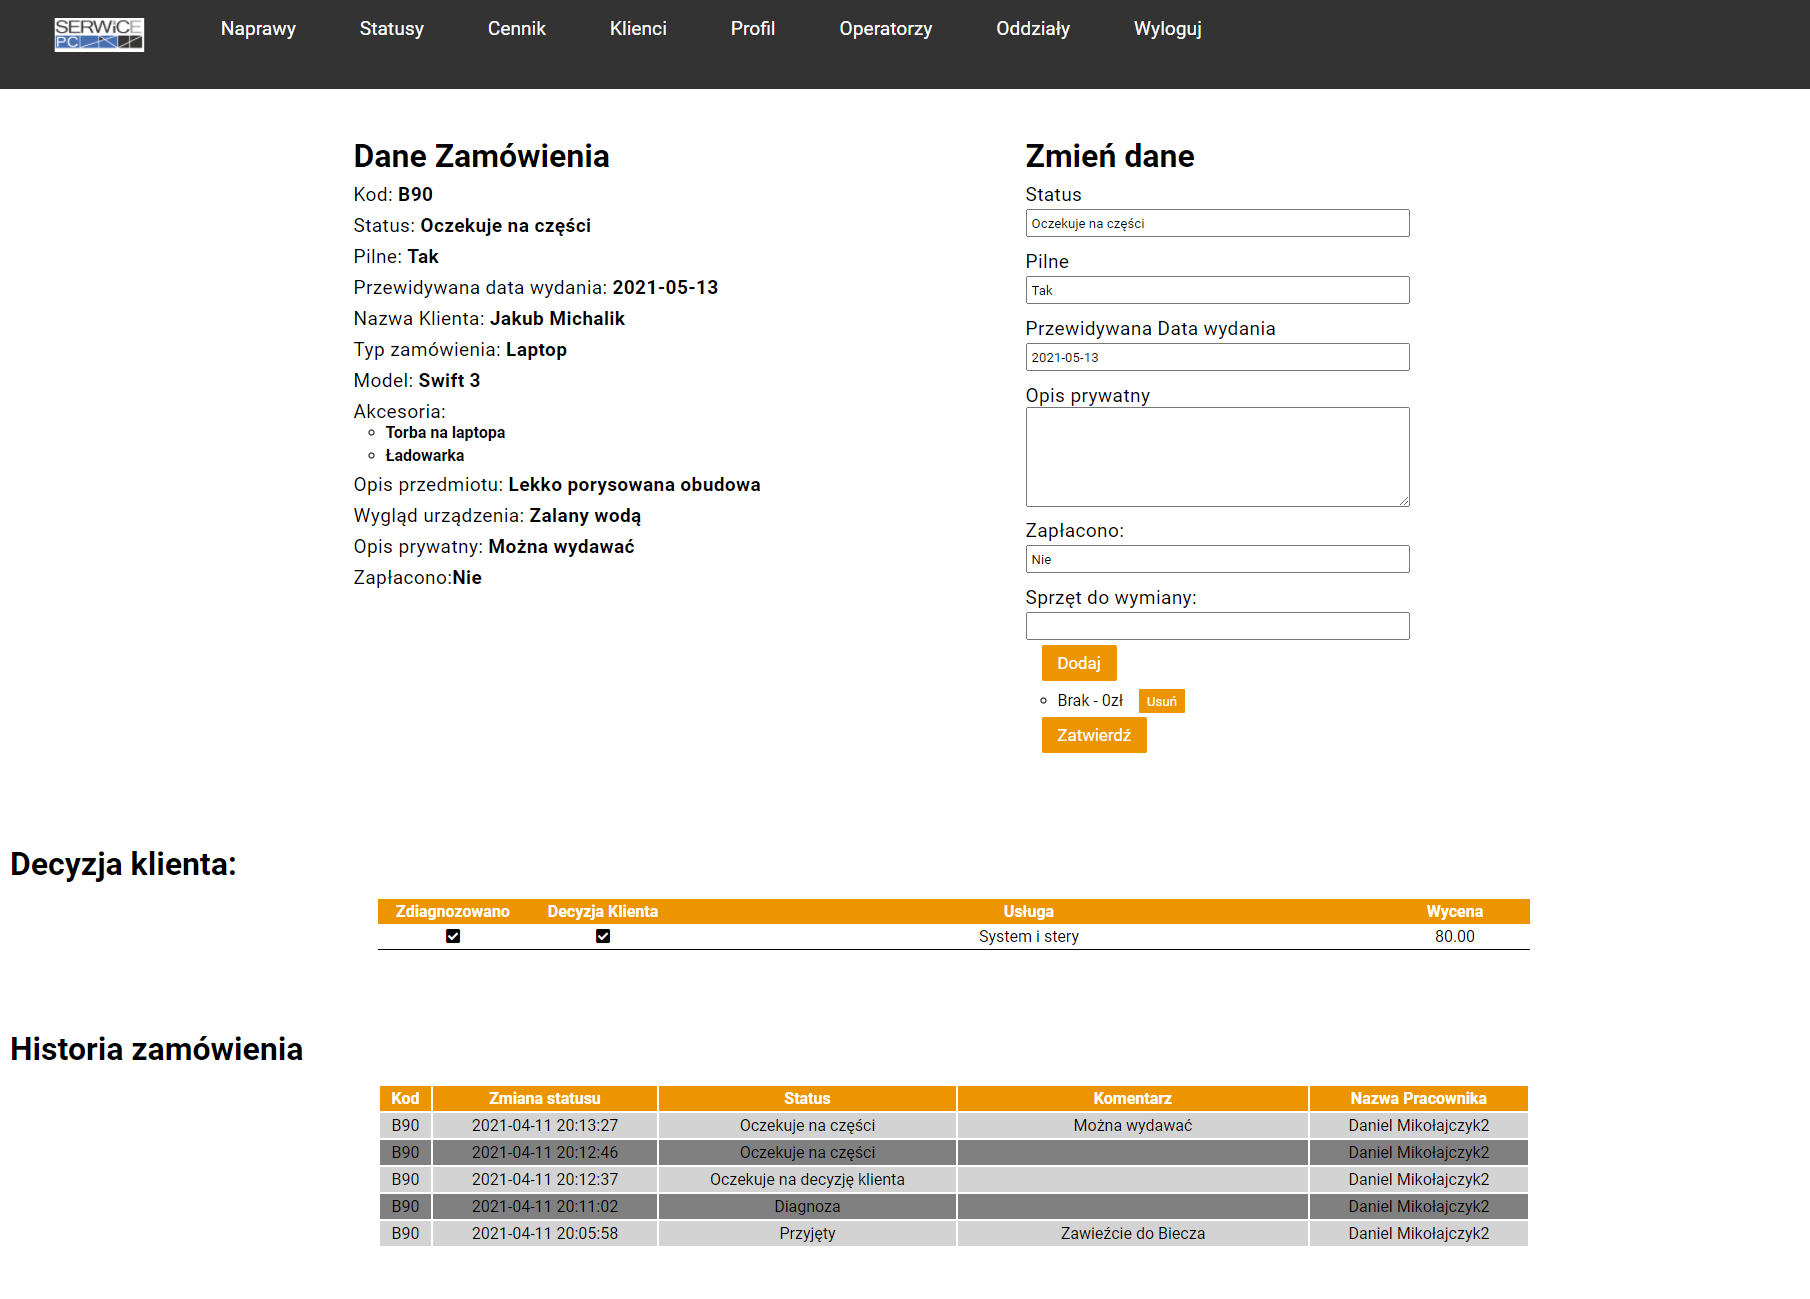 SERWiCE
PC
Naprawy Statusy Cennik Klienci Profil Operatorzy Oddziały Wyloguj
Dane Zamówienia
Kod: B90
Status: Oczekuje na części
Pilne: Tak
Przewidywana data wydania: 2021-05-13
Nazwa Klienta: Jakub Michalik
Typ zamówienia: Laptop
Model: Swift 3
Akcesoria:
Torba na laptopa
Ładowarka
Opis przedmiotu: Lekko porysowana obudowa
Wygląd urządzenia: Zalany wodą
Opis prywatny: Można wydawać
Zapłacono:Nie
Zmień dane
Status
Oczekuje na części
Pilne
Tak
Przewidywana Data wydania
2021-05-13
Opis prywatny
Zapłacono:
Nie
Sprzęt do wymiany:
Dodaj
Brak - 0zł Usuń
Zatwierdź
Decyzja klienta:
Zdiagnozowano Decyzja Klienta Usługa Wycena
System i stery 80.00
Historia zamówienia
Kod Zmiana statusu Status Komentarz Nazwa Pracownika
B90 2021-04-11 20:13:27 Oczekuje na części Można wydawać Daniel Mikołajczyk2
B90 2021-04-11 20:12:46 Oczekuje na części Daniel Mikołajczyk2
B90 2021-04-11 20:12:37 Oczekuje na decyzję klienta Daniel Mikołajczyk2
B90 2021-04-11 20:11:02 Diagnoza Daniel Mikołajczyk2
B90 2021-04-11 20:05:58 Przyjęty Zawieźcie do Biecza Daniel Mikołajczyk2